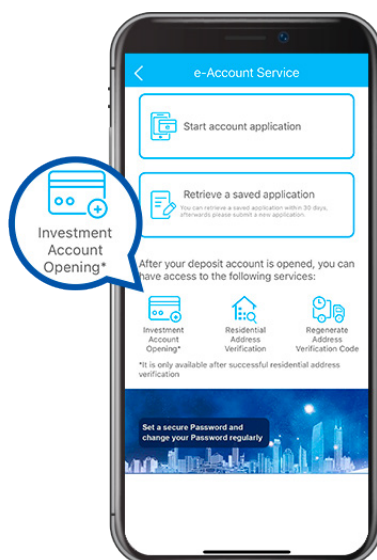 e-Account Service
Start account application
Retrieve a saved application
You can retrieve a saved application within 30 days,
afterwards please submit a new application.
Investment
Account
Opening*
After your deposit account is opened, you can
have access to the following services:
Investment
Account
Opening*
Residential
Address
Verification
Regenerate
Address
Verification Code
*It is only available after successful residential address
verification
Set a secure Password and
change your Password regularly